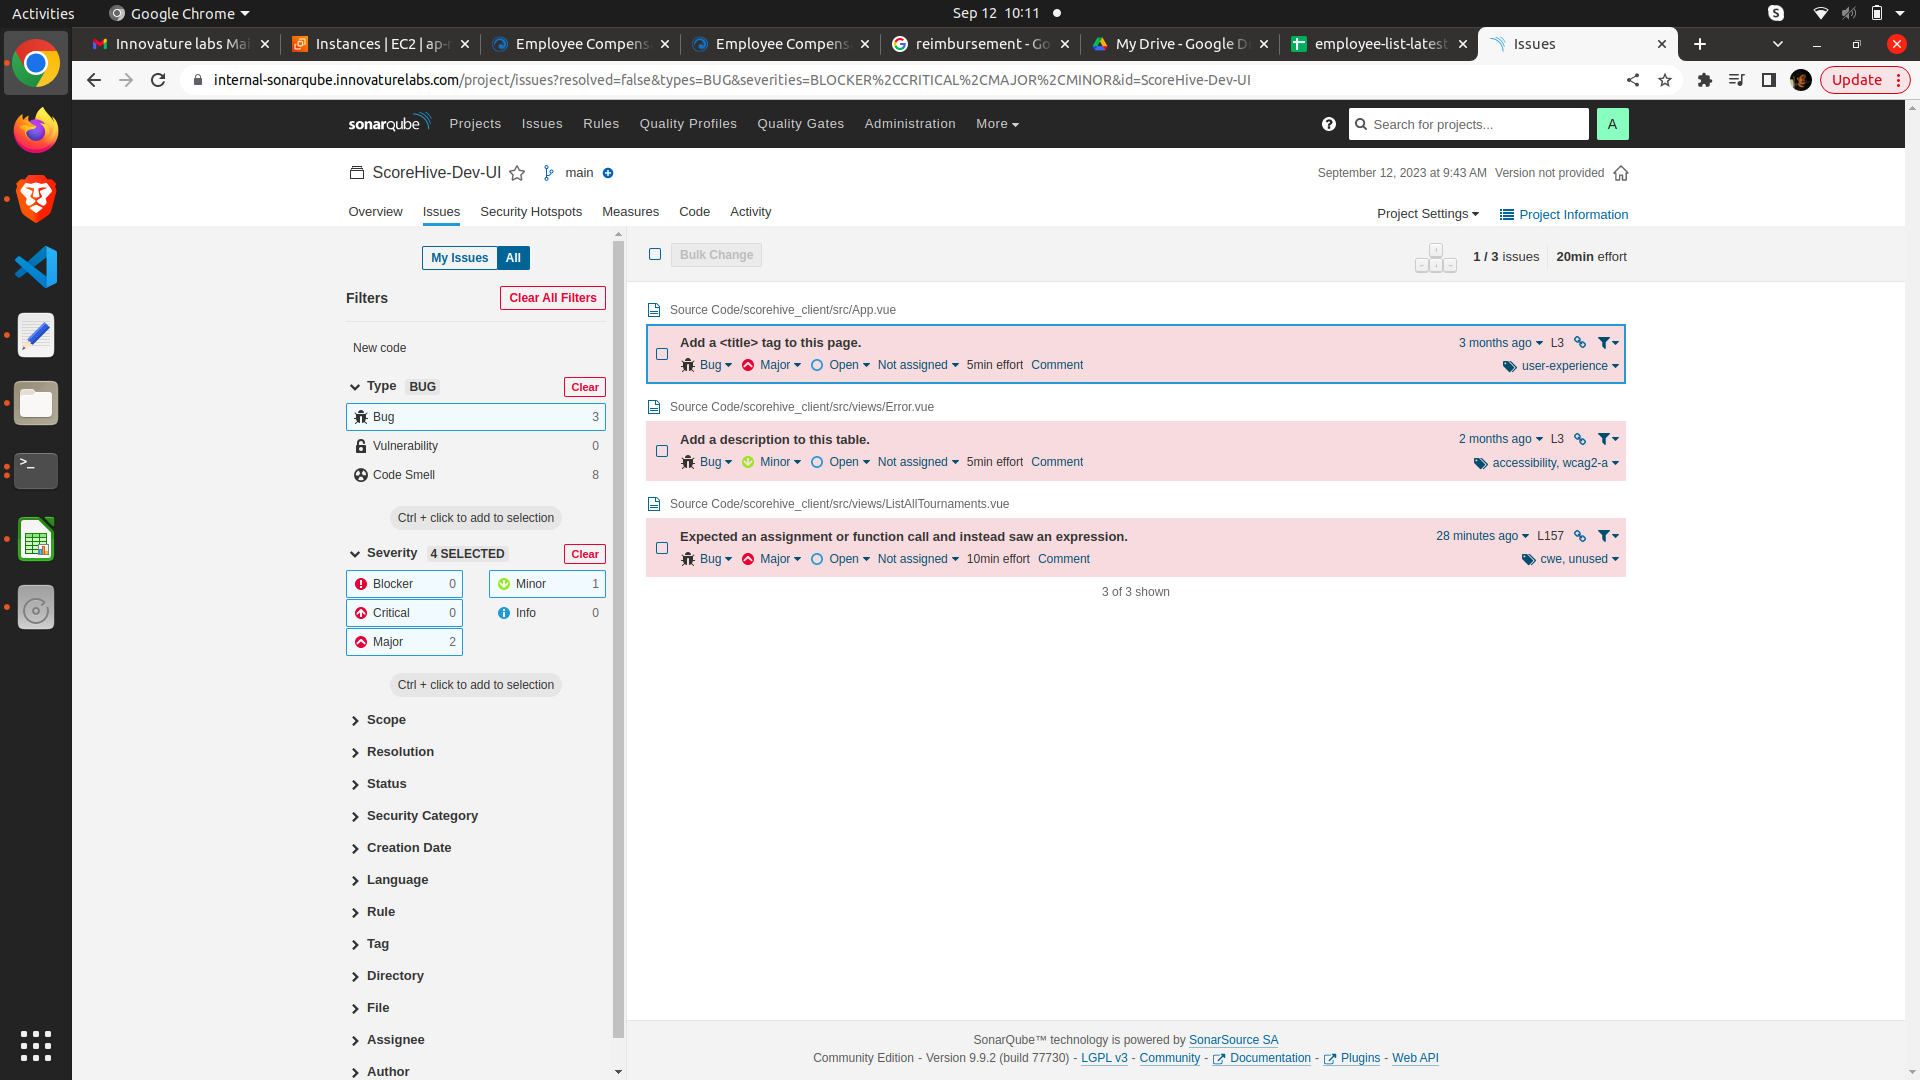 Activities
Google Chrome
Sep 12 10:11
Innovature labs Mai
Instances | EC2 | ap-
Employee Compens
Employee Compens
reimbursement - Go
My Drive - Google D
employee-list-latest
Issues
internal-sonarqube.innovaturelabs.com/project/issues?resolved=false&types=BUG&severities=BLOCKER%2CCRITICAL%2CMAJOR%2CMINOR&id=ScoreHive-Dev-UI
Update
sonarqube
Projects
Issues
Rules
Quality Profiles
Quality Gates
Administration
More
Search for projects...
A
ScoreHive-Dev-UI
main
September 12, 2023 at 9:43 AM Version not provided
Overview
Issues
Security Hotspots
Measures
Code
Activity
Project Settings
Project Information
My Issues
All
Bulk Change
1 / 3 issues
20min effort
Filters
Clear All Filters
New code
Type BUG
Clear
Bug 3
Vulnerability 0
Code Smell 8
Ctrl + click to add to selection
Severity 4 SELECTED
Clear
Blocker 0
Minor 1
Critical 0
Info 0
Major 2
Ctrl + click to add to selection
Scope
Resolution
Status
Security Category
Creation Date
Language
Rule
Tag
Directory
File
Assignee
Author
Source Code/scorehive_client/src/App.vue
Add a <title> tag to this page.
3 months ago L3
Bug Major Open Not assigned 5min effort Comment
user-experience
Source Code/scorehive_client/src/views/Error.vue
Add a description to this table.
2 months ago L3
Bug Minor Open Not assigned 5min effort Comment
accessibility, wcag2-a
Source Code/scorehive_client/src/views/ListAllTournaments.vue
Expected an assignment or function call and instead saw an expression.
28 minutes ago L157
Bug Major Open Not assigned 10min effort Comment
cwe, unused
3 of 3 shown
SonarQube™ technology is powered by SonarSource SA
Community Edition - Version 9.9.2 (build 77730) - LGPL v3 - Community - Documentation - Plugins - Web API